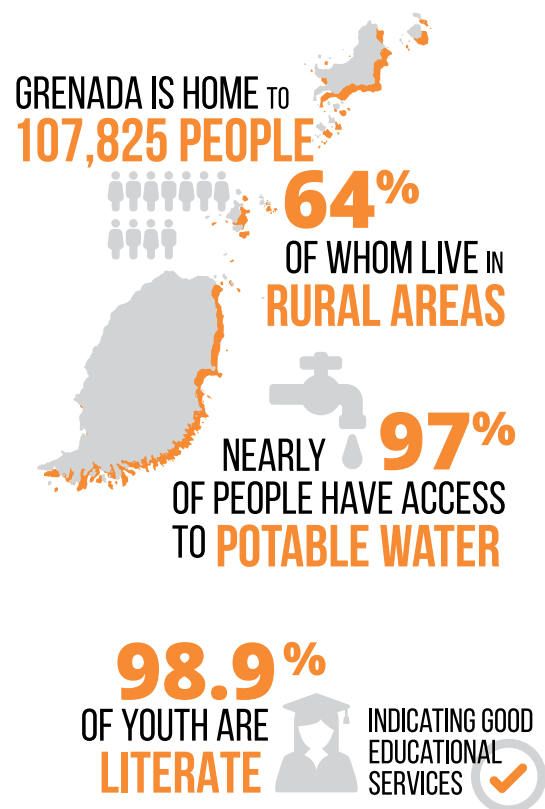 GRENADA IS HOME TO
107,825 PEOPLE
64%
OF WHOM LIVE IN
RURAL AREAS
NEARLY 97%
OF PEOPLE HAVE ACCESS
TO POTABLE WATER
98.9%
OF YOUTH ARE
LITERATE
INDICATING GOOD
EDUCATIONAL
SERVICES